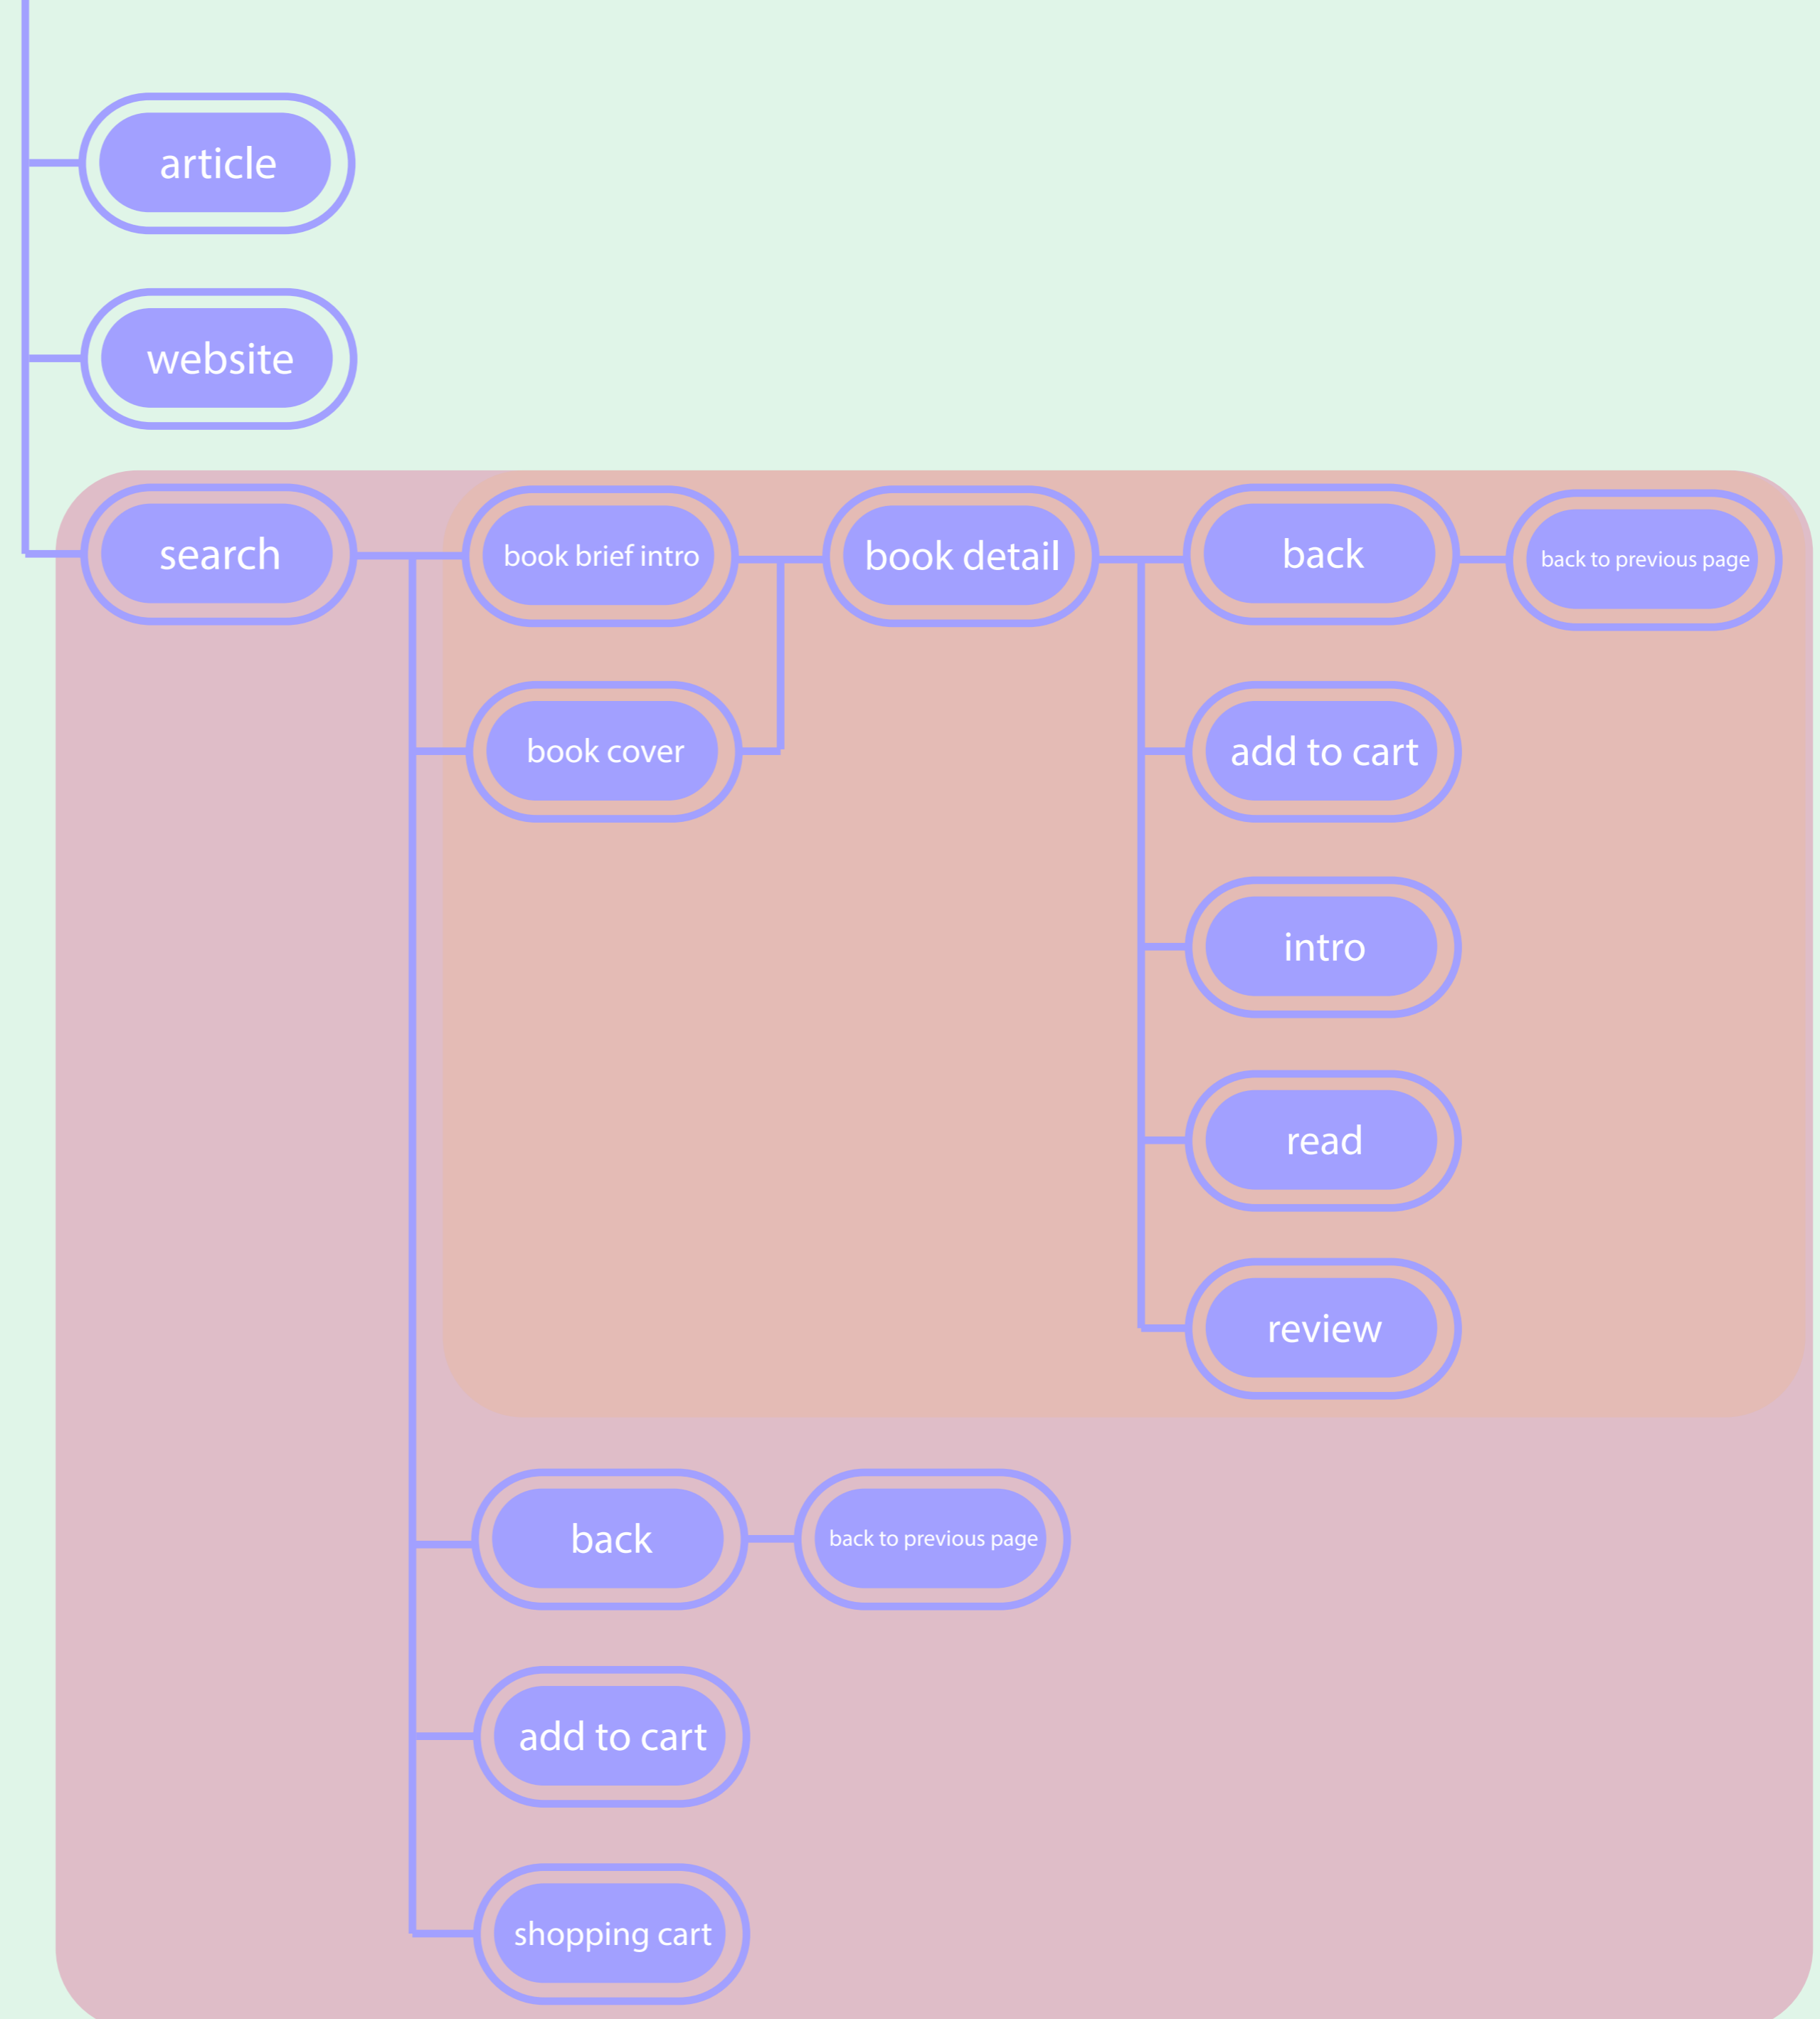 article
website
search
book brief intro
book detail
back
back to previous page
book cover
add to cart
intro
read
review
back
back to previous page
add to cart
shopping cart